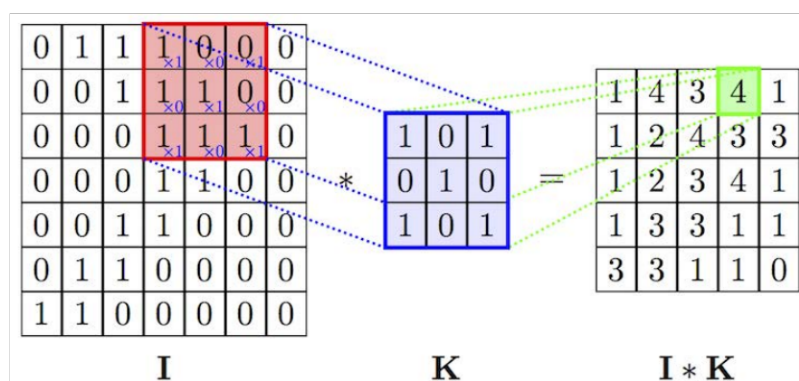 0 1 1 1×1 0×0 0×1 0
0 0 1 1×0 1×1 0×0 0 1 4 3 4 1
0 0 0 1×1 1×0 1×1 0 1 0 1 1 2 4 3 3
0 0 0 1 1 0 0 * 0 1 0 = 1 2 3 4 1
0 0 1 1 0 0 0 1 0 1 1 3 3 1 1
0 1 1 0 0 0 0 3 3 1 1 0
1 1 0 0 0 0 0
I K I * K